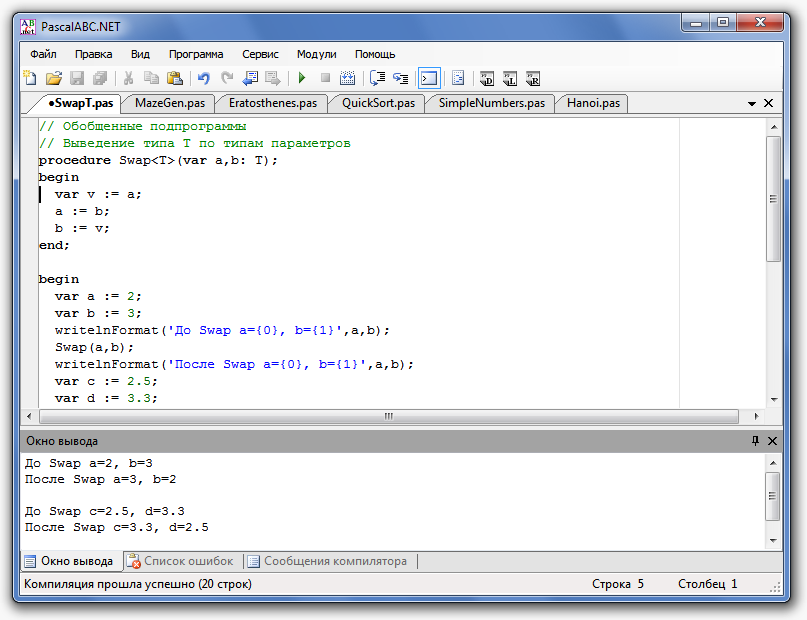 PascalABC.NET
Файл Правка Вид Программа Сервис Модули Помощь
•SwapT.pas MazeGen.pas Eratosthenes.pas QuickSort.pas SimpleNumbers.pas Hanoi.pas
// Обобщенные подпрограммы
// Выведение типа T по типам параметров
procedure Swap<T>(var a,b: T);
begin
  var v := a;
  a := b;
  b := v;
end;

begin
  var a := 2;
  var b := 3;
  writelnFormat('До Swap a={0}, b={1}',a,b);
  Swap(a,b);
  writelnFormat('После Swap a={0}, b={1}',a,b);
  var c := 2.5;
  var d := 3.3;
Окно вывода
До Swap a=2, b=3
После Swap a=3, b=2

До Swap c=2.5, d=3.3
После Swap c=3.3, d=2.5
Окно вывода Список ошибок Сообщения компилятора
Компиляция прошла успешно (20 строк) Строка 5 Столбец 1